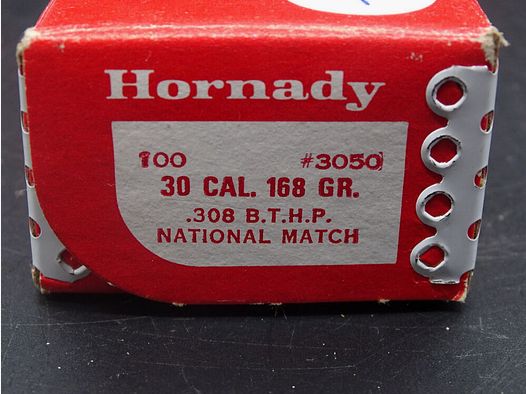 Hornady
100 #3050
30 CAL. 168 GR.
.308 B.T.H.P.
NATIONAL MATCH